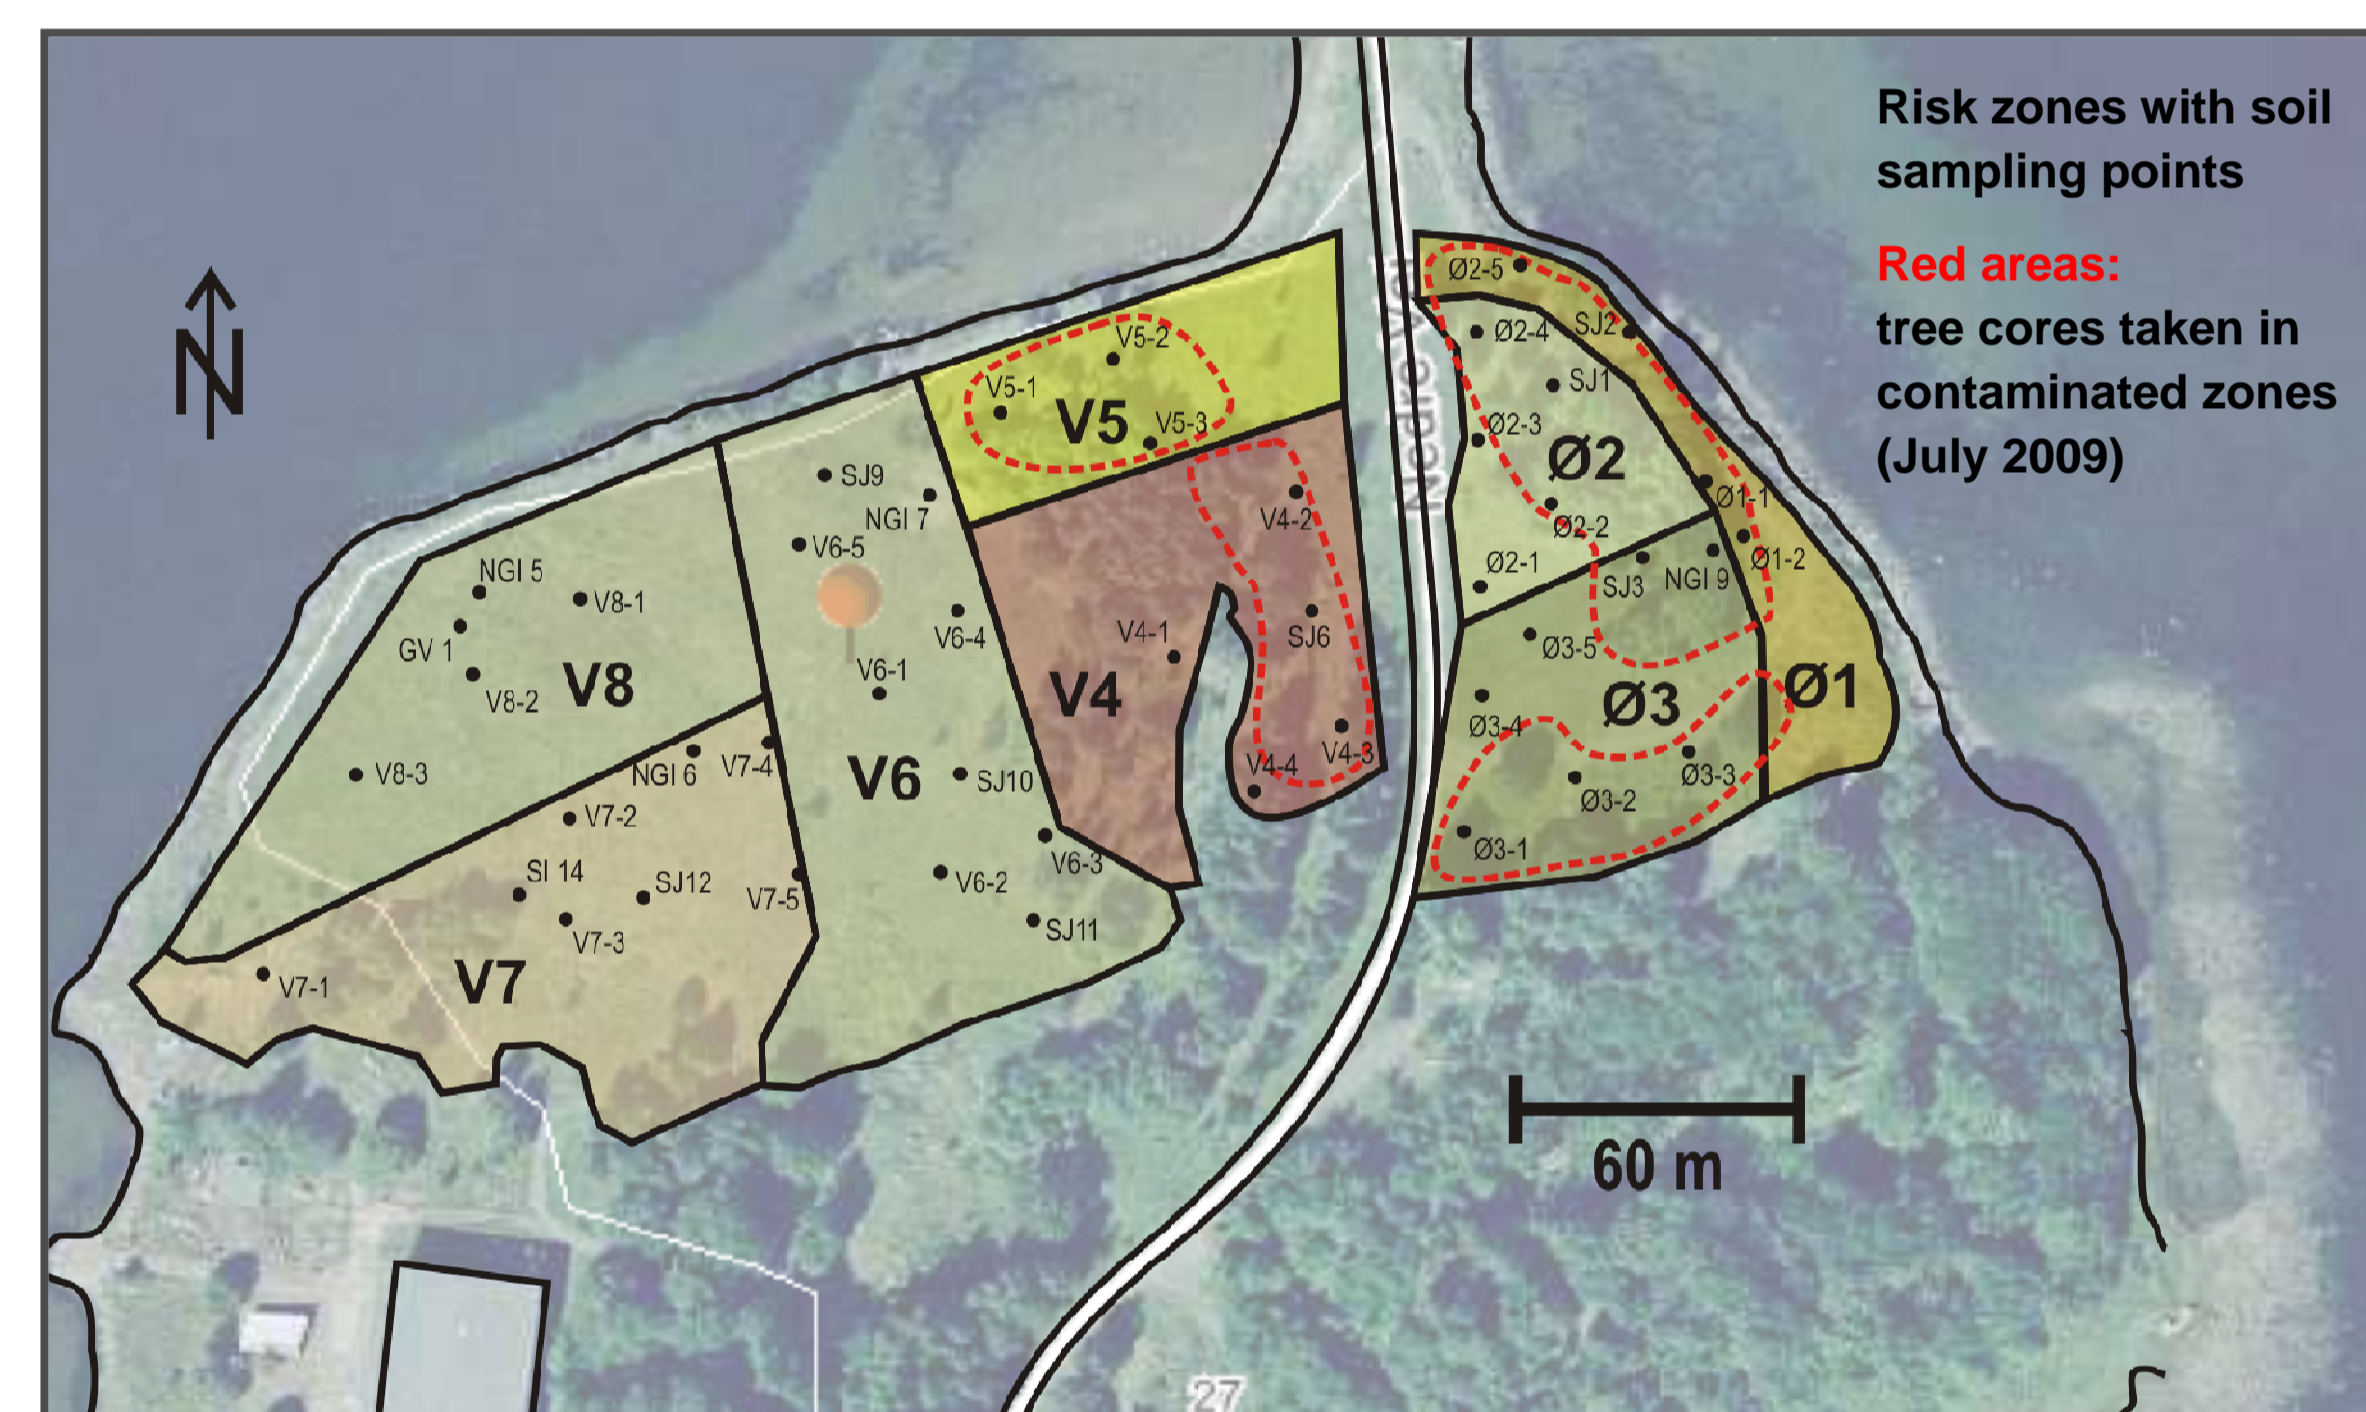 Risk zones with soil
sampling points
Red areas:
tree cores taken in
contaminated zones
(July 2009)
N
Ø2-5
SJ2
Ø2-4
V5-2
SJ1
V5-1
V5
V5-3
Ø2-3
Ø2
Nedre
SJ9
NGI 7
V4-2
Ø1-1
Ø2-2
V6-5
Ø2-1
SJ3
NGI 9
Ø1-2
NGI 5
V8-1
GV 1
V6-4
V4-1
SJ6
Ø3-5
V8-2
V8
V6-1
V4
Ø3
Ø1
Ø3-4
V8-3
NGI 6
V7-4
V6
SJ10
V4-4
V4-3
Ø3-3
Ø3-2
V7-2
Ø3-1
SI 14
SJ12
V7-5
V6-2
V6-3
V7-3
SJ11
V7-1
V7
60 m
27